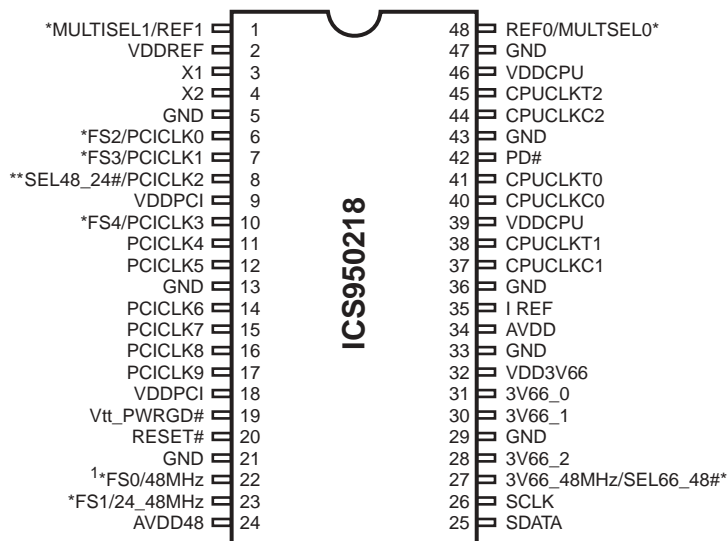 *MULTISEL1/REF1 1 48 REF0/MULTSEL0*
VDDREF 2 47 GND
X1 3 46 VDDCPU
X2 4 45 CPUCLKT2
GND 5 44 CPUCLKC2
*FS2/PCICLK0 6 43 GND
*FS3/PCICLK1 7 42 PD#
**SEL48_24#/PCICLK2 8 41 CPUCLKT0
VDDPCI 9 40 CPUCLKC0
*FS4/PCICLK3 10 39 VDDCPU
PCICLK4 11 38 CPUCLKT1
PCICLK5 12 37 CPUCLKC1
GND 13 36 GND
PCICLK6 14 35 I REF
PCICLK7 15 34 AVDD
PCICLK8 16 33 GND
PCICLK9 17 32 VDD3V66
VDDPCI 18 31 3V66_0
Vtt_PWRGD# 19 30 3V66_1
RESET# 20 29 GND
GND 21 28 3V66_2
1*FS0/48MHz 22 27 3V66_48MHz/SEL66_48#*
*FS1/24_48MHz 23 26 SCLK
AVDD48 24 25 SDATA
ICS950218